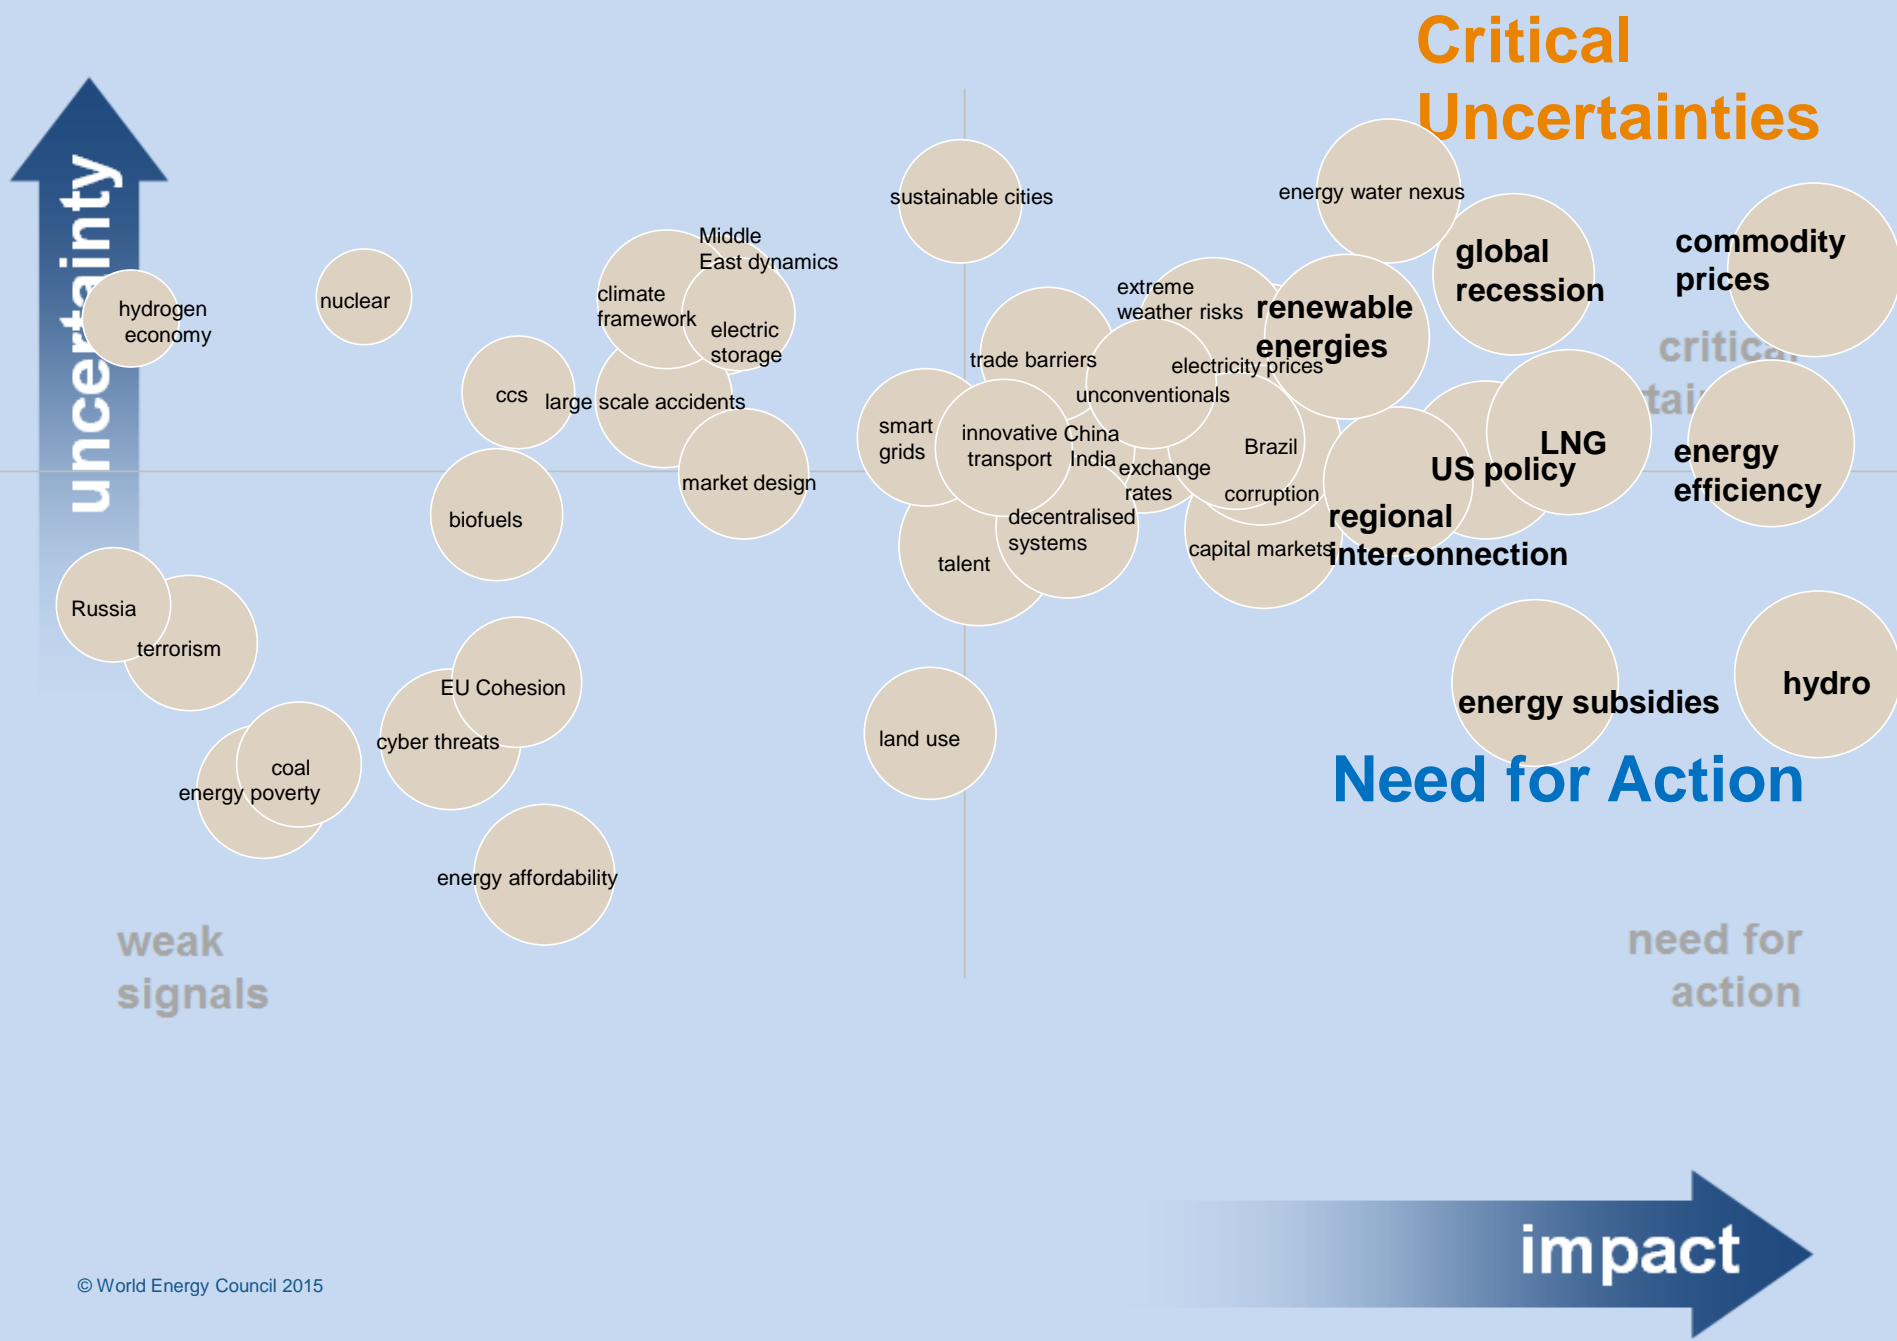 Critical
Uncertainties
uncertainty
sustainable cities
energy water nexus
Middle
East dynamics
global
recession
commodity
prices
hydrogen
economy
nuclear
climate
framework
electric
storage
extreme
weather risks
renewable
energies
critical
trade barriers
electricity prices
unconventionals
ccs
large scale accidents
smart
grids
innovative
transport
China
India
exchange
rates
Brazil
corruption
US policy
LNG
energy
efficiency
market design
biofuels
decentralised
systems
talent
capital markets
regional
interconnection
Russia
terrorism
EU Cohesion
cyber threats
land use
energy subsidies
hydro
coal
energy poverty
Need for Action
energy affordability
weak
signals
need for
action
impact
© World Energy Council 2015